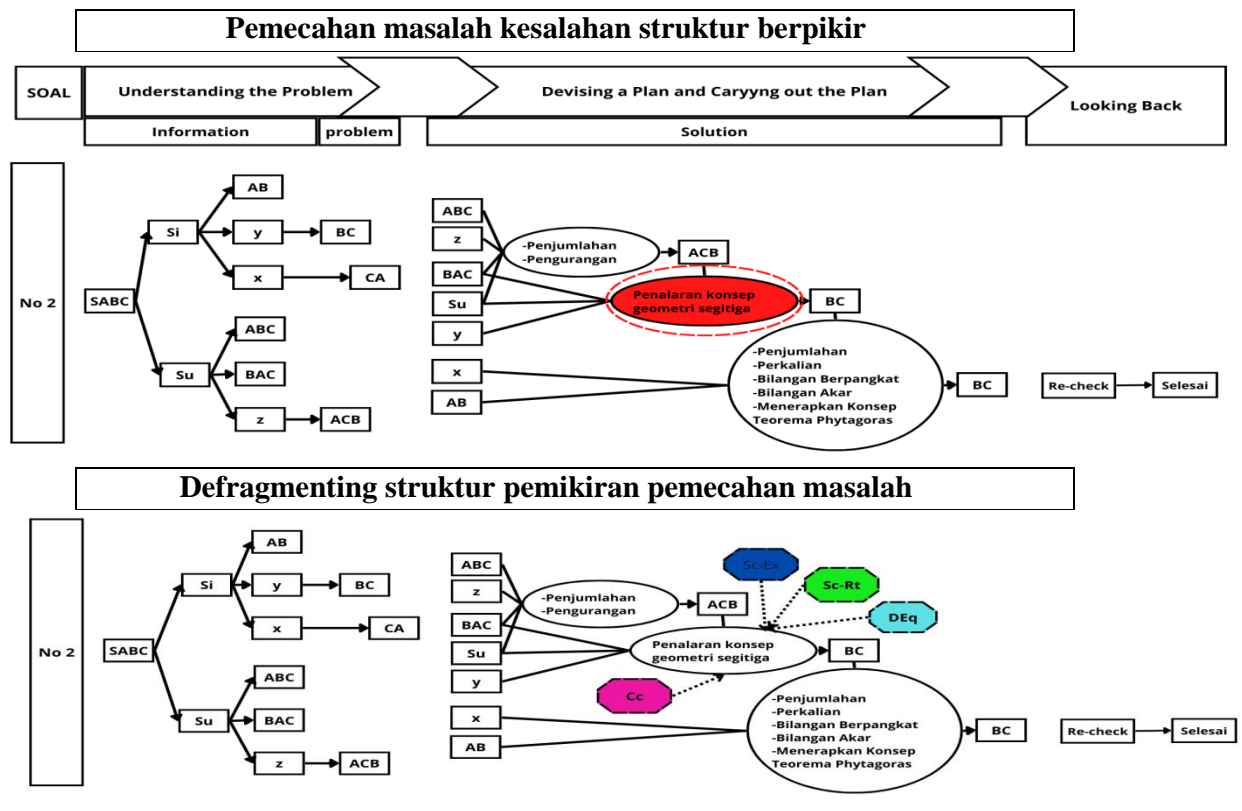 Pemecahan masalah kesalahan struktur berpikir
SOAL
Understanding the Problem
Devising a Plan and Caryyng out the Plan
Looking Back
Information
problem
Solution
No 2
SABC
Si
AB
y
BC
x
CA
Su
ABC
BAC
z
ACB
ABC
z
BAC
Su
y
x
AB
-Penjumlahan
-Pengurangan
ACB
Penalaran konsep
geometri segitiga
BC
-Penjumlahan
-Perkalian
-Bilangan Berpangkat
-Bilangan Akar
-Menerapkan Konsep
Teorema Phytagoras
BC
Re-check
Selesai
Defragmenting struktur pemikiran pemecahan masalah
No 2
SABC
Si
AB
y
BC
x
CA
Su
ABC
BAC
z
ACB
ABC
z
BAC
Su
y
x
AB
-Penjumlahan
-Pengurangan
ACB
Sc-Ex
Sc-Rt
DEq
Penalaran konsep
geometri segitiga
Cc
BC
-Penjumlahan
-Perkalian
-Bilangan Berpangkat
-Bilangan Akar
-Menerapkan Konsep
Teorema Phytagoras
BC
Re-check
Selesai